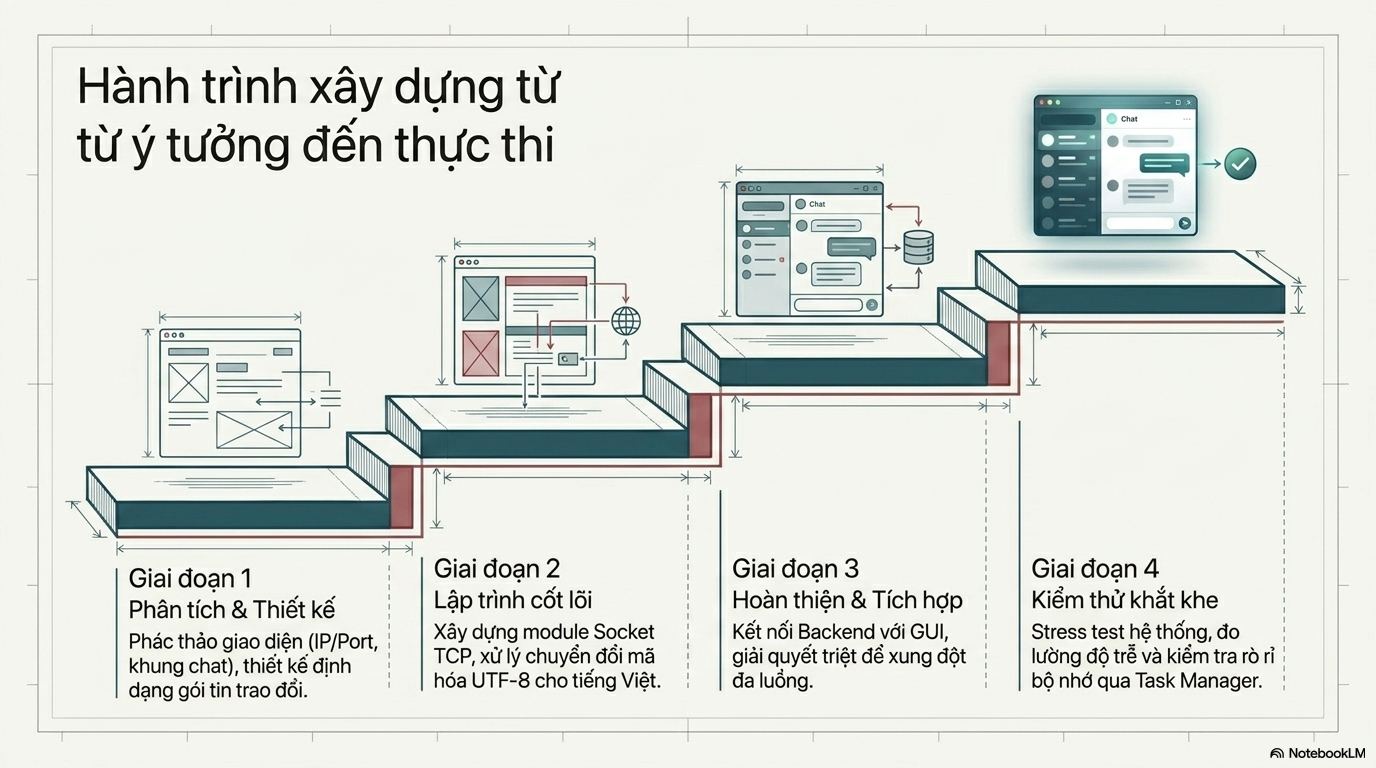 Hành trình xây dựng từ
từ ý tưởng đến thực thi
Chat
Chat
Giai đoạn 1
Phân tích & Thiết kế
Phác thảo giao diện (IP/Port,
khung chat), thiết kế định
dạng gói tin trao đổi.
Giai đoạn 2
Lập trình cốt lõi
Xây dựng module Socket
TCP, xử lý chuyển đổi mã
hóa UTF-8 cho tiếng Việt.
Giai đoạn 3
Hoàn thiện & Tích hợp
Kết nối Backend với GUI,
giải quyết triệt để xung đột
đa luồng.
Giai đoạn 4
Kiểm thử khắt khe
Stress test hệ thống, đo
lường độ trễ và kiểm tra rò rỉ
bộ nhớ qua Task Manager.
NotebookLM